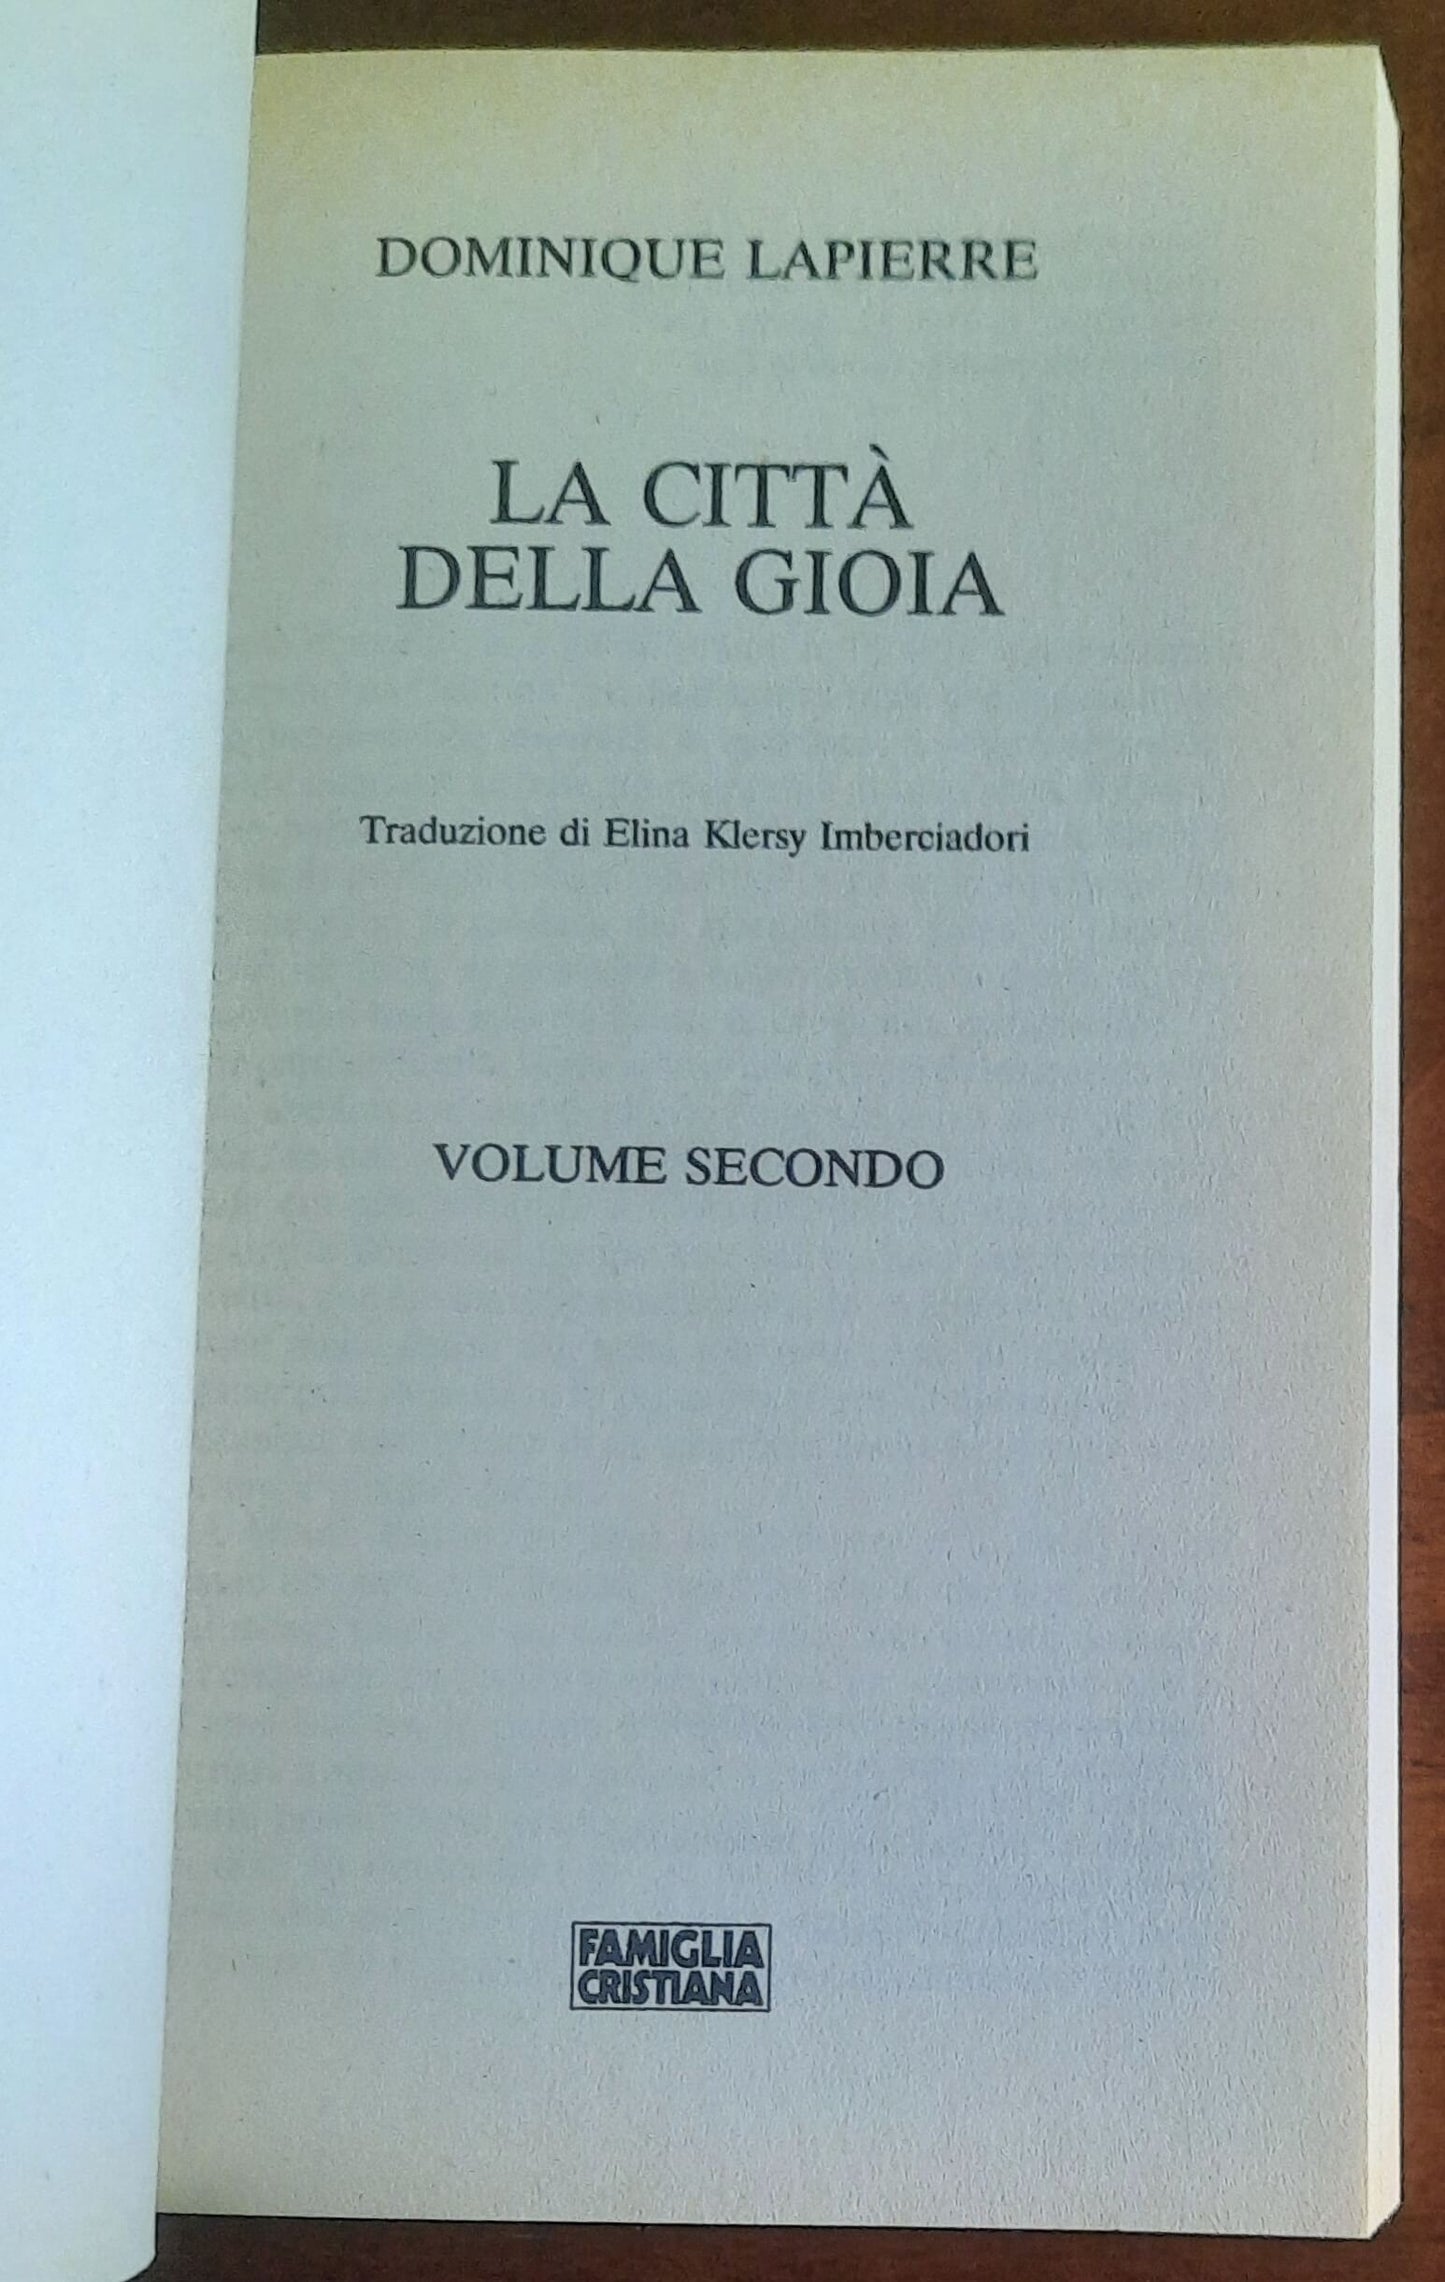 DOMINIQUE LAPIERRE
LA CITTÀ
DELLA GIOIA
Traduzione di Elina Klersy Imberciadori
VOLUME SECONDO
FAMIGLIA
CRISTIANA